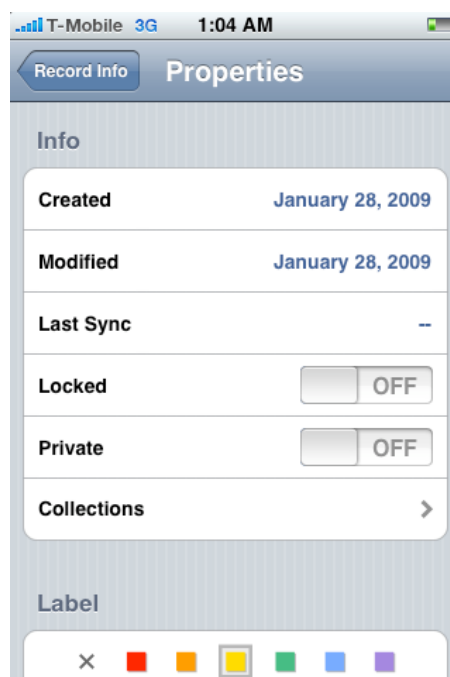 T-Mobile 3G 1:04 AM
Record Info Properties
Info
Created January 28, 2009
Modified January 28, 2009
Last Sync --
Locked OFF
Private OFF
Collections
Label